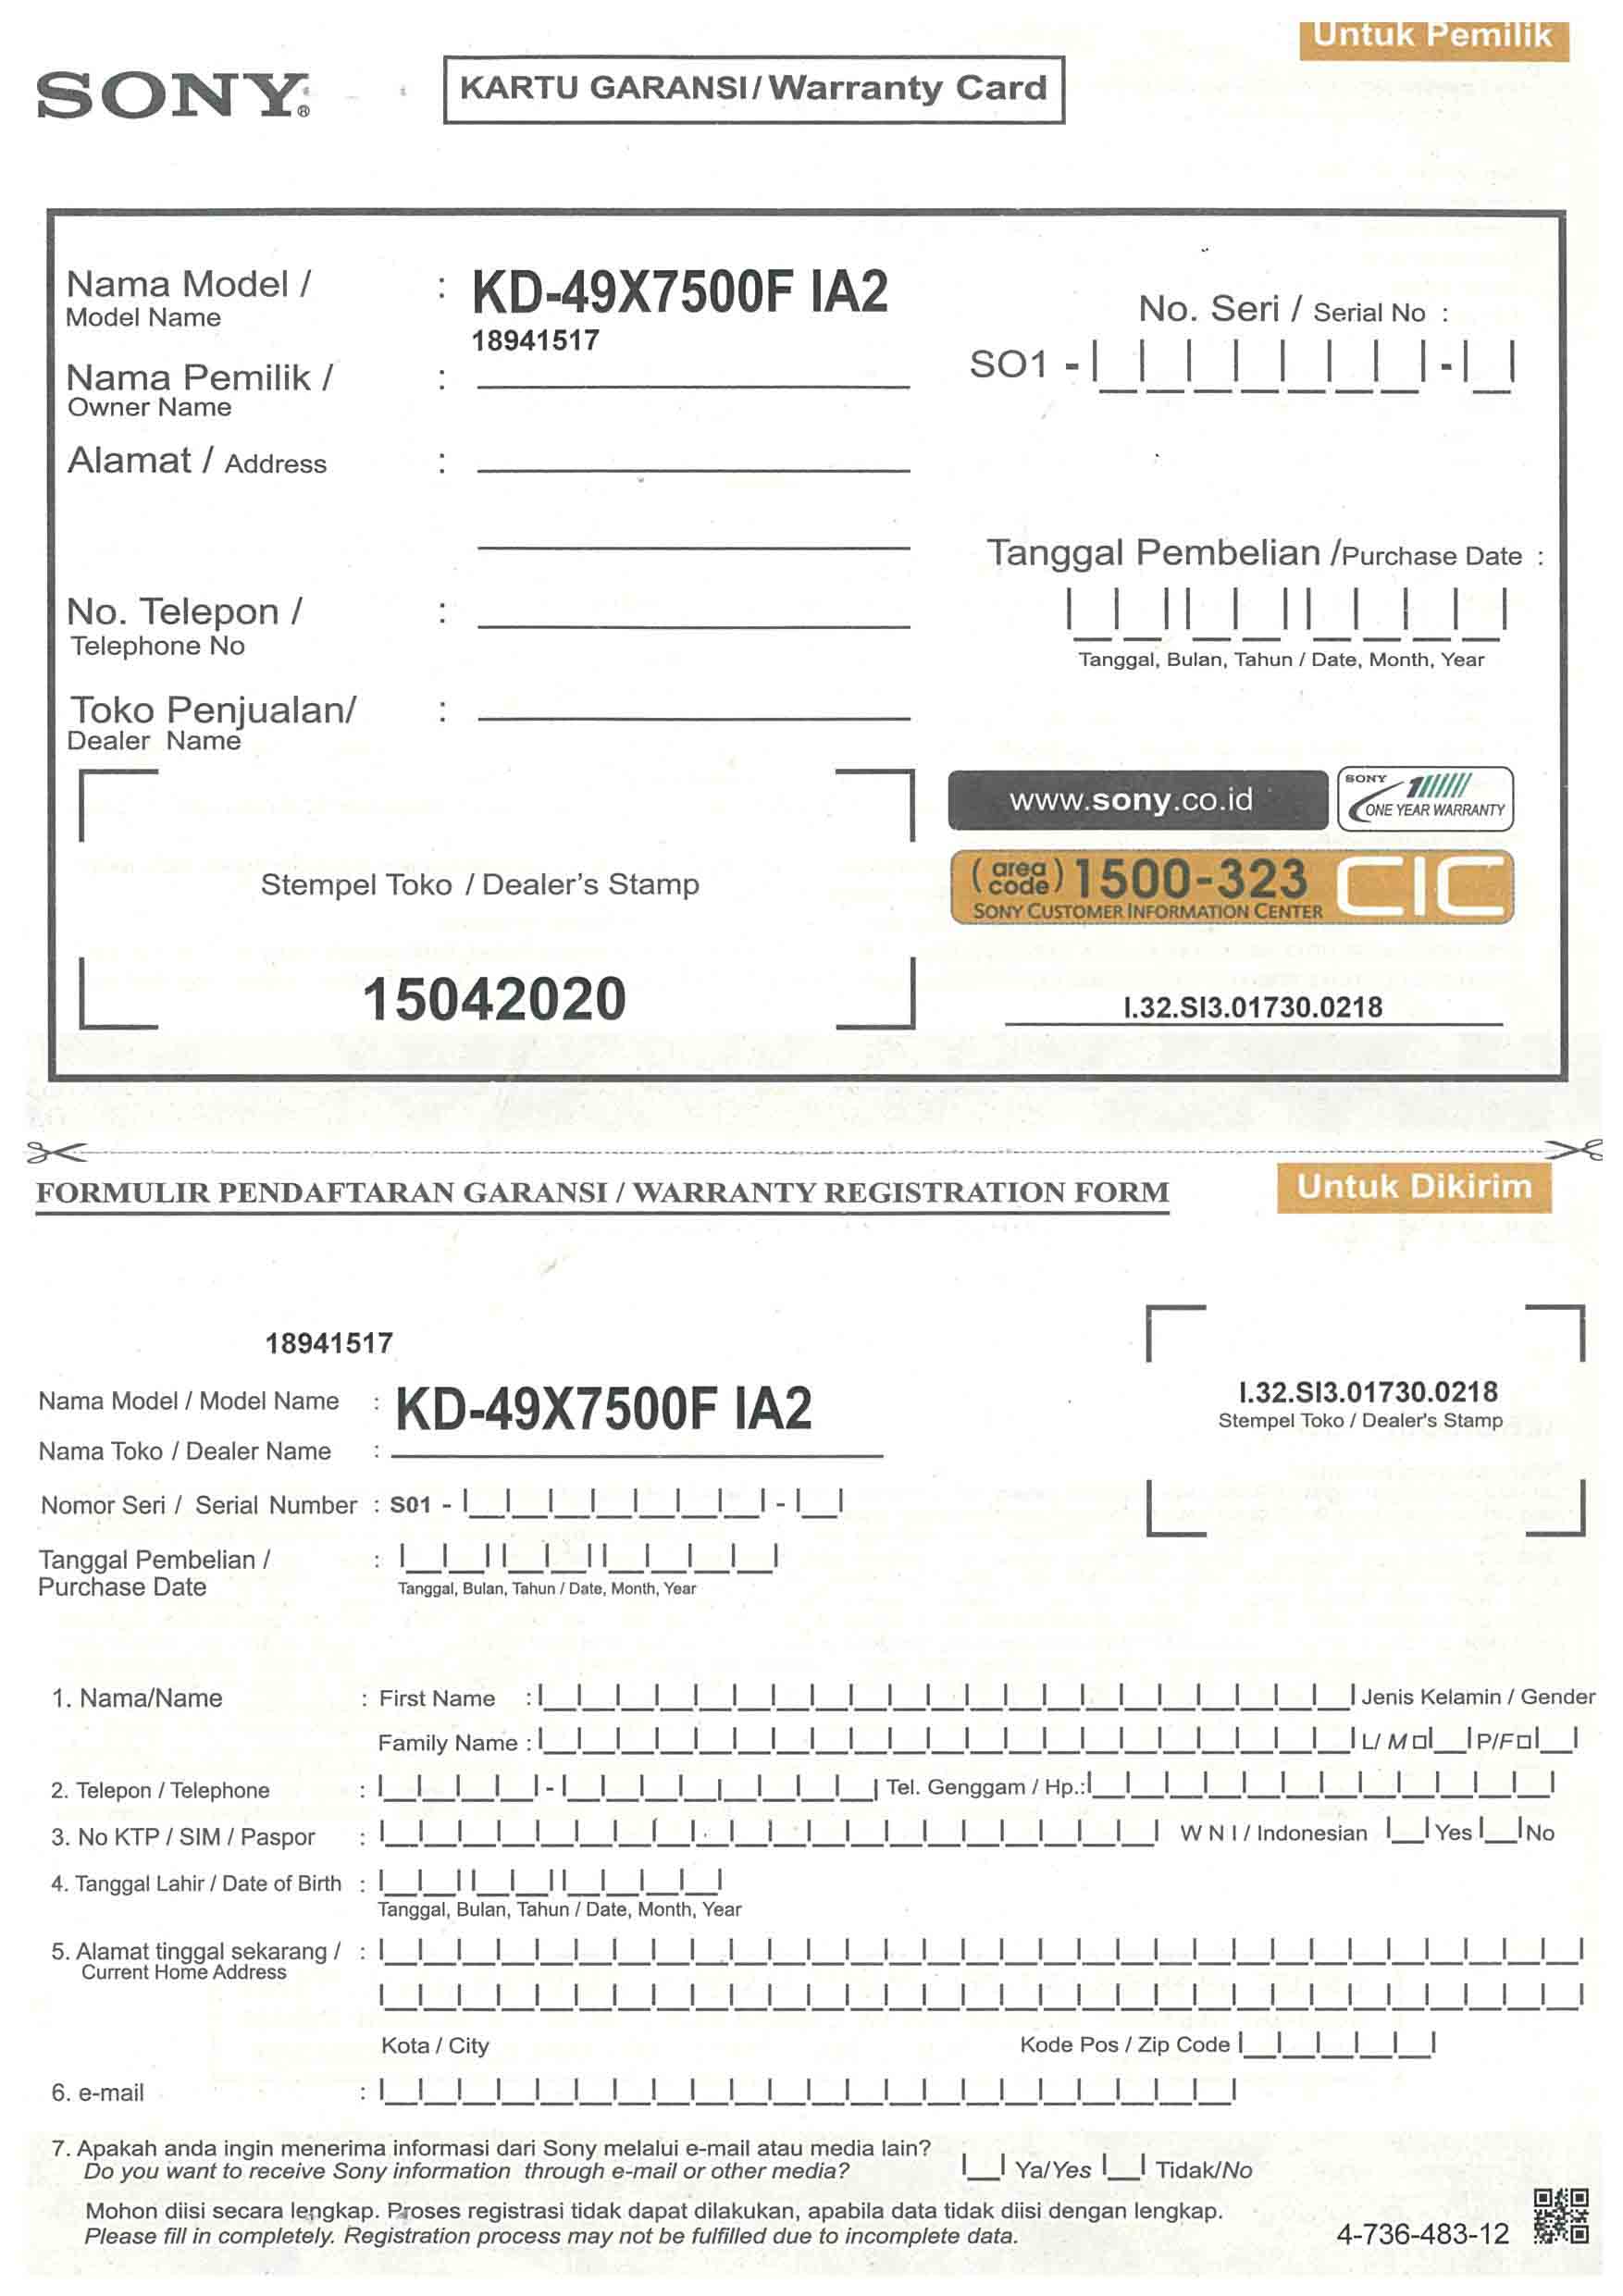 Untuk Pemilik
SONY®
KARTU GARANSI/Warranty Card
Nama Model / : KD-49X7500F IA2
Model Name
18941517
No. Seri / Serial No :
SO1 - -
Nama Pemilik / :
Owner Name
Alamat / Address :
Tanggal Pembelian /Purchase Date :
No. Telepon / :
Telephone No
Tanggal, Bulan, Tahun / Date, Month, Year
Toko Penjualan/ :
Dealer Name
www.sony.co.id
SONY 1
ONE YEAR WARRANTY
Stempel Toko / Dealer's Stamp
(area code) 1500-323 CIC
SONY CUSTOMER INFORMATION CENTER
15042020
I.32.SI3.01730.0218
FORMULIR PENDAFTARAN GARANSI / WARRANTY REGISTRATION FORM
Untuk Dikirim
18941517
Nama Model / Model Name : KD-49X7500F IA2
I.32.SI3.01730.0218
Stempel Toko / Dealer's Stamp
Nama Toko / Dealer Name :
Nomor Seri / Serial Number : S01 - -
Tanggal Pembelian / :
Purchase Date
Tanggal, Bulan, Tahun / Date, Month, Year
1. Nama/Name : First Name : Jenis Kelamin / Gender
Family Name : L/ M P/F
2. Telepon / Telephone : - Tel. Genggam / Hp.:
3. No KTP / SIM / Paspor : W N I / Indonesian Yes No
4. Tanggal Lahir / Date of Birth :
Tanggal, Bulan, Tahun / Date, Month, Year
5. Alamat tinggal sekarang / :
Current Home Address
Kota / City Kode Pos / Zip Code
6. e-mail :
7. Apakah anda ingin menerima informasi dari Sony melalui e-mail atau media lain?
Do you want to receive Sony information through e-mail or other media? Ya/Yes Tidak/No
Mohon diisi secara lengkap. Proses registrasi tidak dapat dilakukan, apabila data tidak diisi dengan lengkap.
Please fill in completely. Registration process may not be fulfilled due to incomplete data.
4-736-483-12